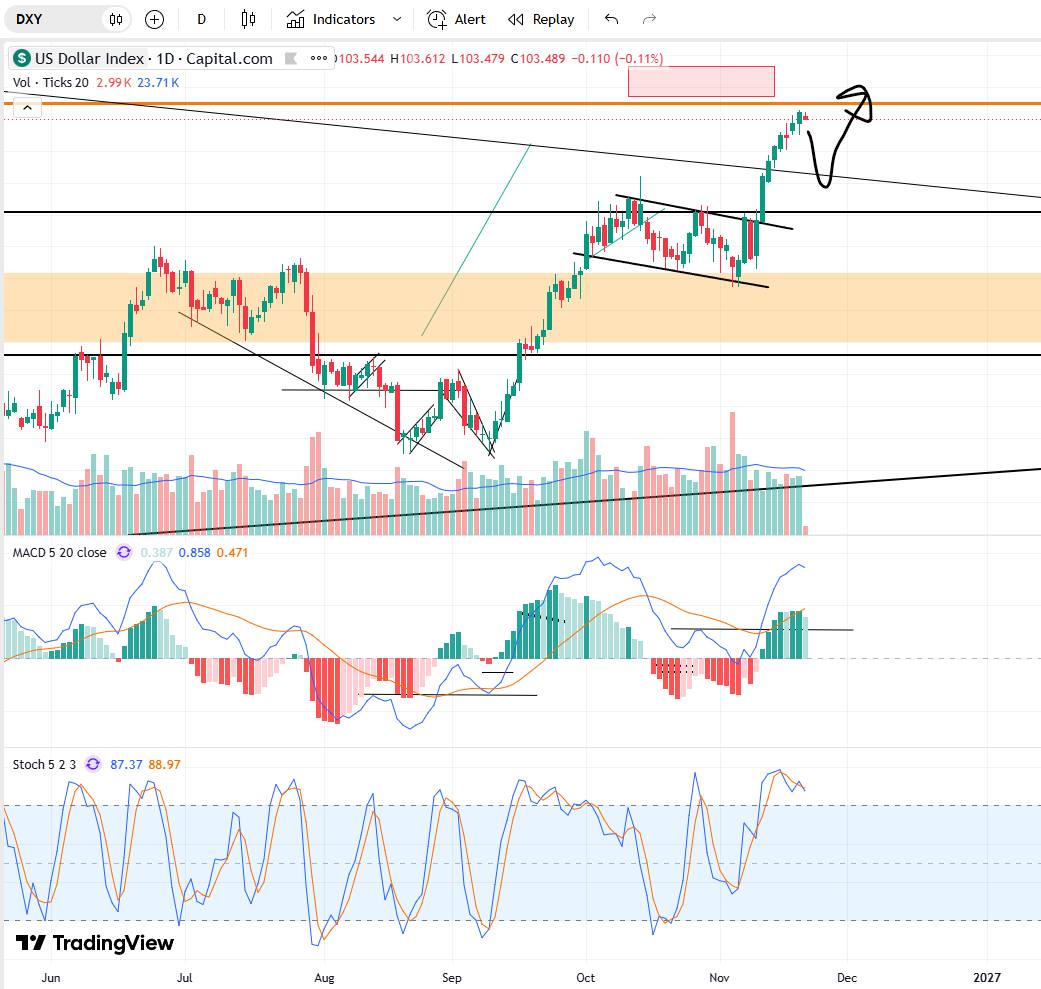 DXY D Indicators Alert Replay
US Dollar Index · 1D · Capital.com 103.544 H103.612 L103.479 C103.489 −0.110 (−0.11%)
Vol · Ticks 20 2.99K 23.71K
MACD 5 20 close 0.387 0.858 0.471
Stoch 5 2 3 87.37 88.97
TradingView
Jun Jul Aug Sep Oct Nov Dec 2027